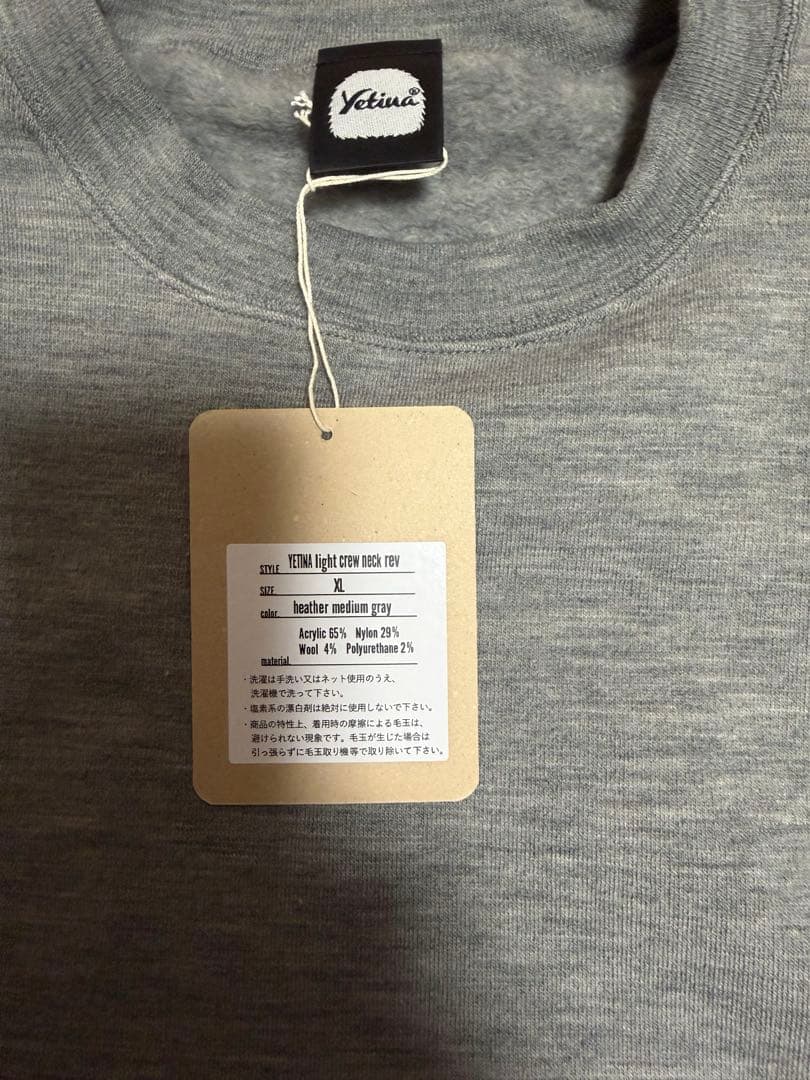 Yetina®
STYLE YETINA light crew neck rev
SIZE XL
color. heather medium gray
Acrylic 65% Nylon 29%
Wool 4% Polyurethane 2%
material
・洗濯は手洗い又はネット使用のうえ、
洗濯機で洗って下さい。
・塩素系の漂白剤は絶対に使用しないで下さい。
・商品の特性上、着用時の摩擦による毛玉は、
避けられない現象です。毛玉が生じた場合は
引っ張らずに毛玉取り機等で取り除いて下さい。